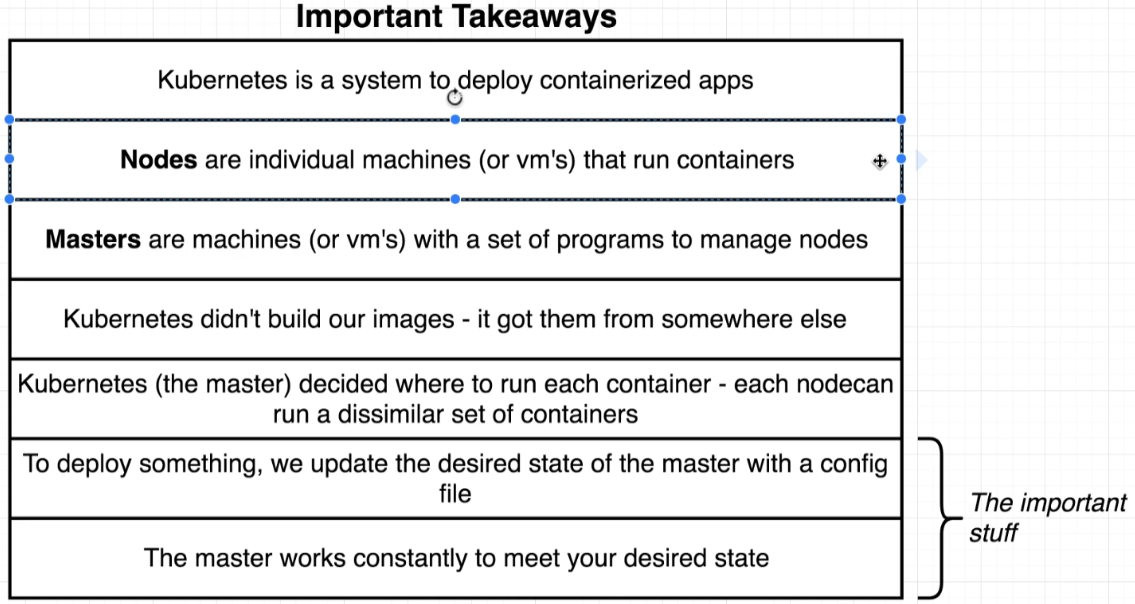 Important Takeaways
Kubernetes is a system to deploy containerized apps
Nodes are individual machines (or vm's) that run containers
Masters are machines (or vm's) with a set of programs to manage nodes
Kubernetes didn't build our images - it got them from somewhere else
Kubernetes (the master) decided where to run each container - each nodecan
run a dissimilar set of containers
To deploy something, we update the desired state of the master with a config
file
The master works constantly to meet your desired state
The important
stuff